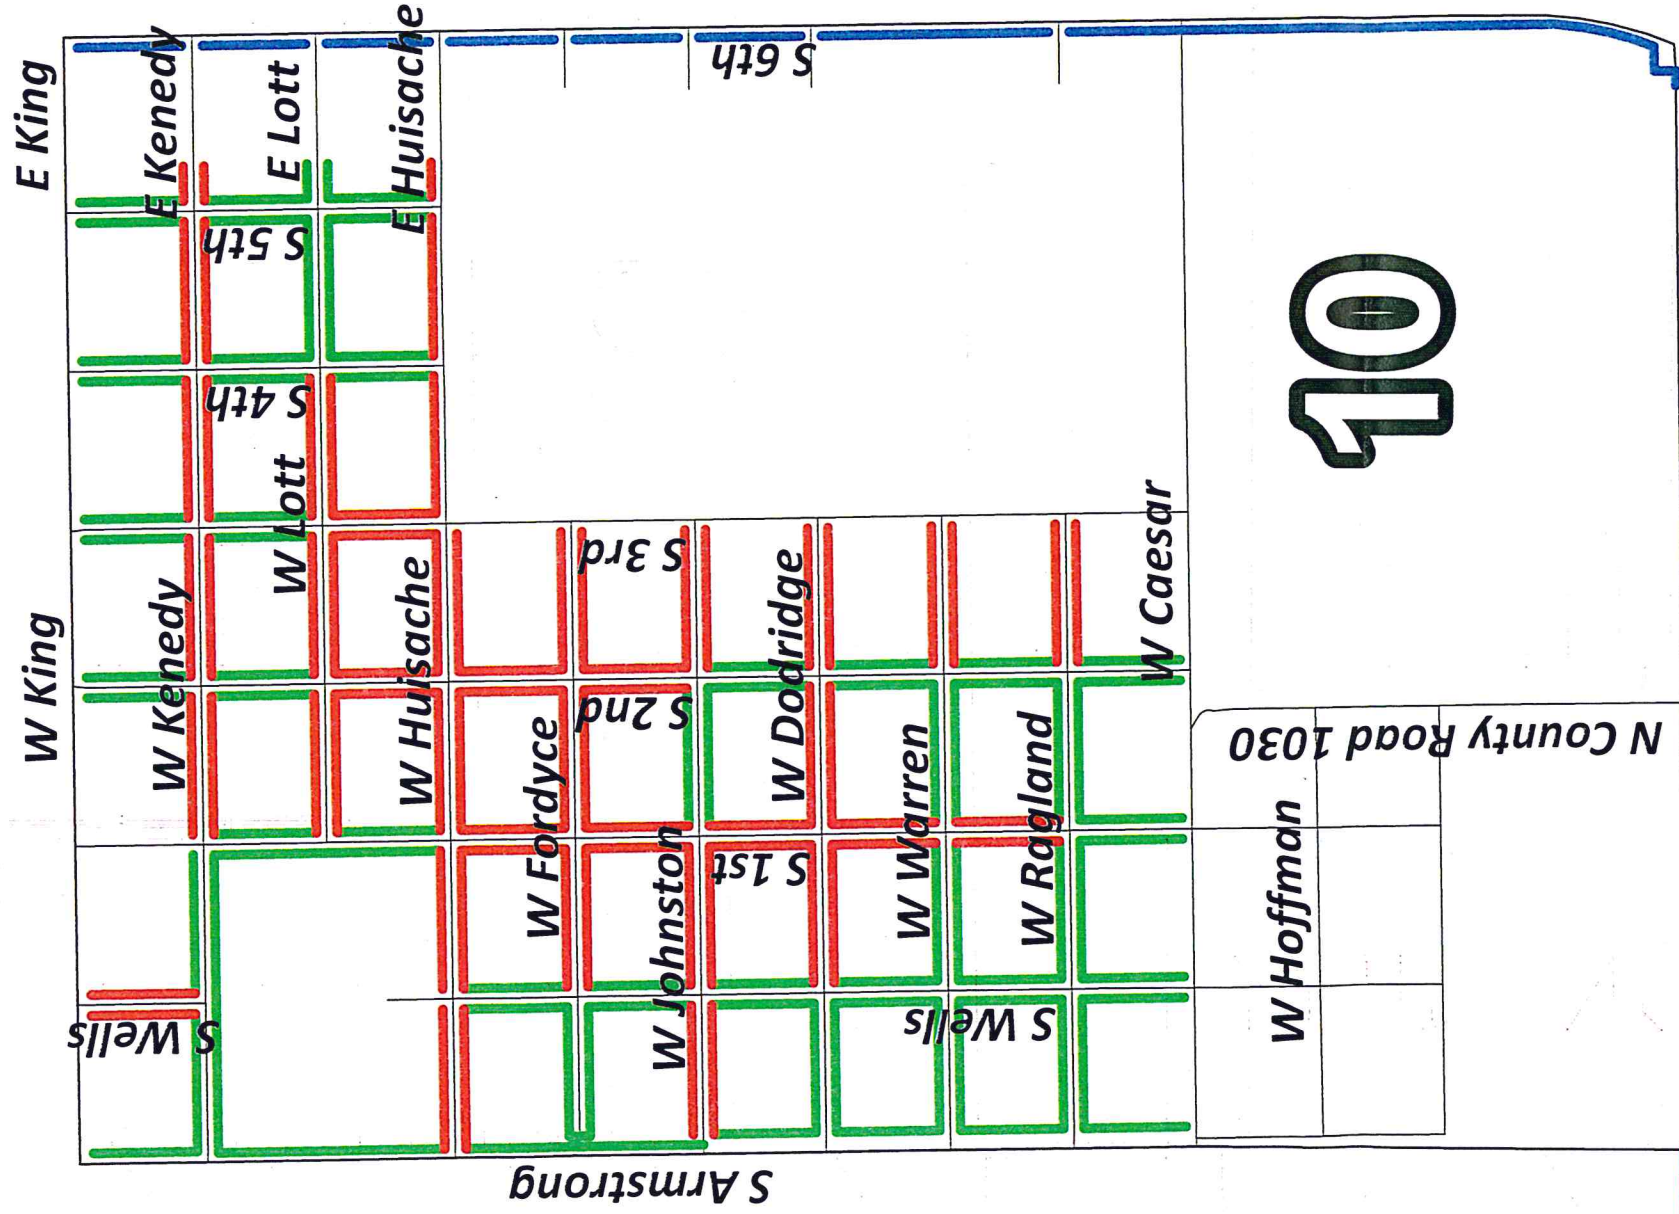 E King
W King
E Kenedy
E Lott
E Huisache
S 6th
S 5th
S 4th
W Lott
W Kenedy
W Huisache
S 3rd
S 2nd
W Fordyce
W Dodridge
W Caesar
W Johnston
S 1st
W Warren
W Ragland
W Hoffman
N County Road 1030
S Wells
S Wells
S Armstrong
10